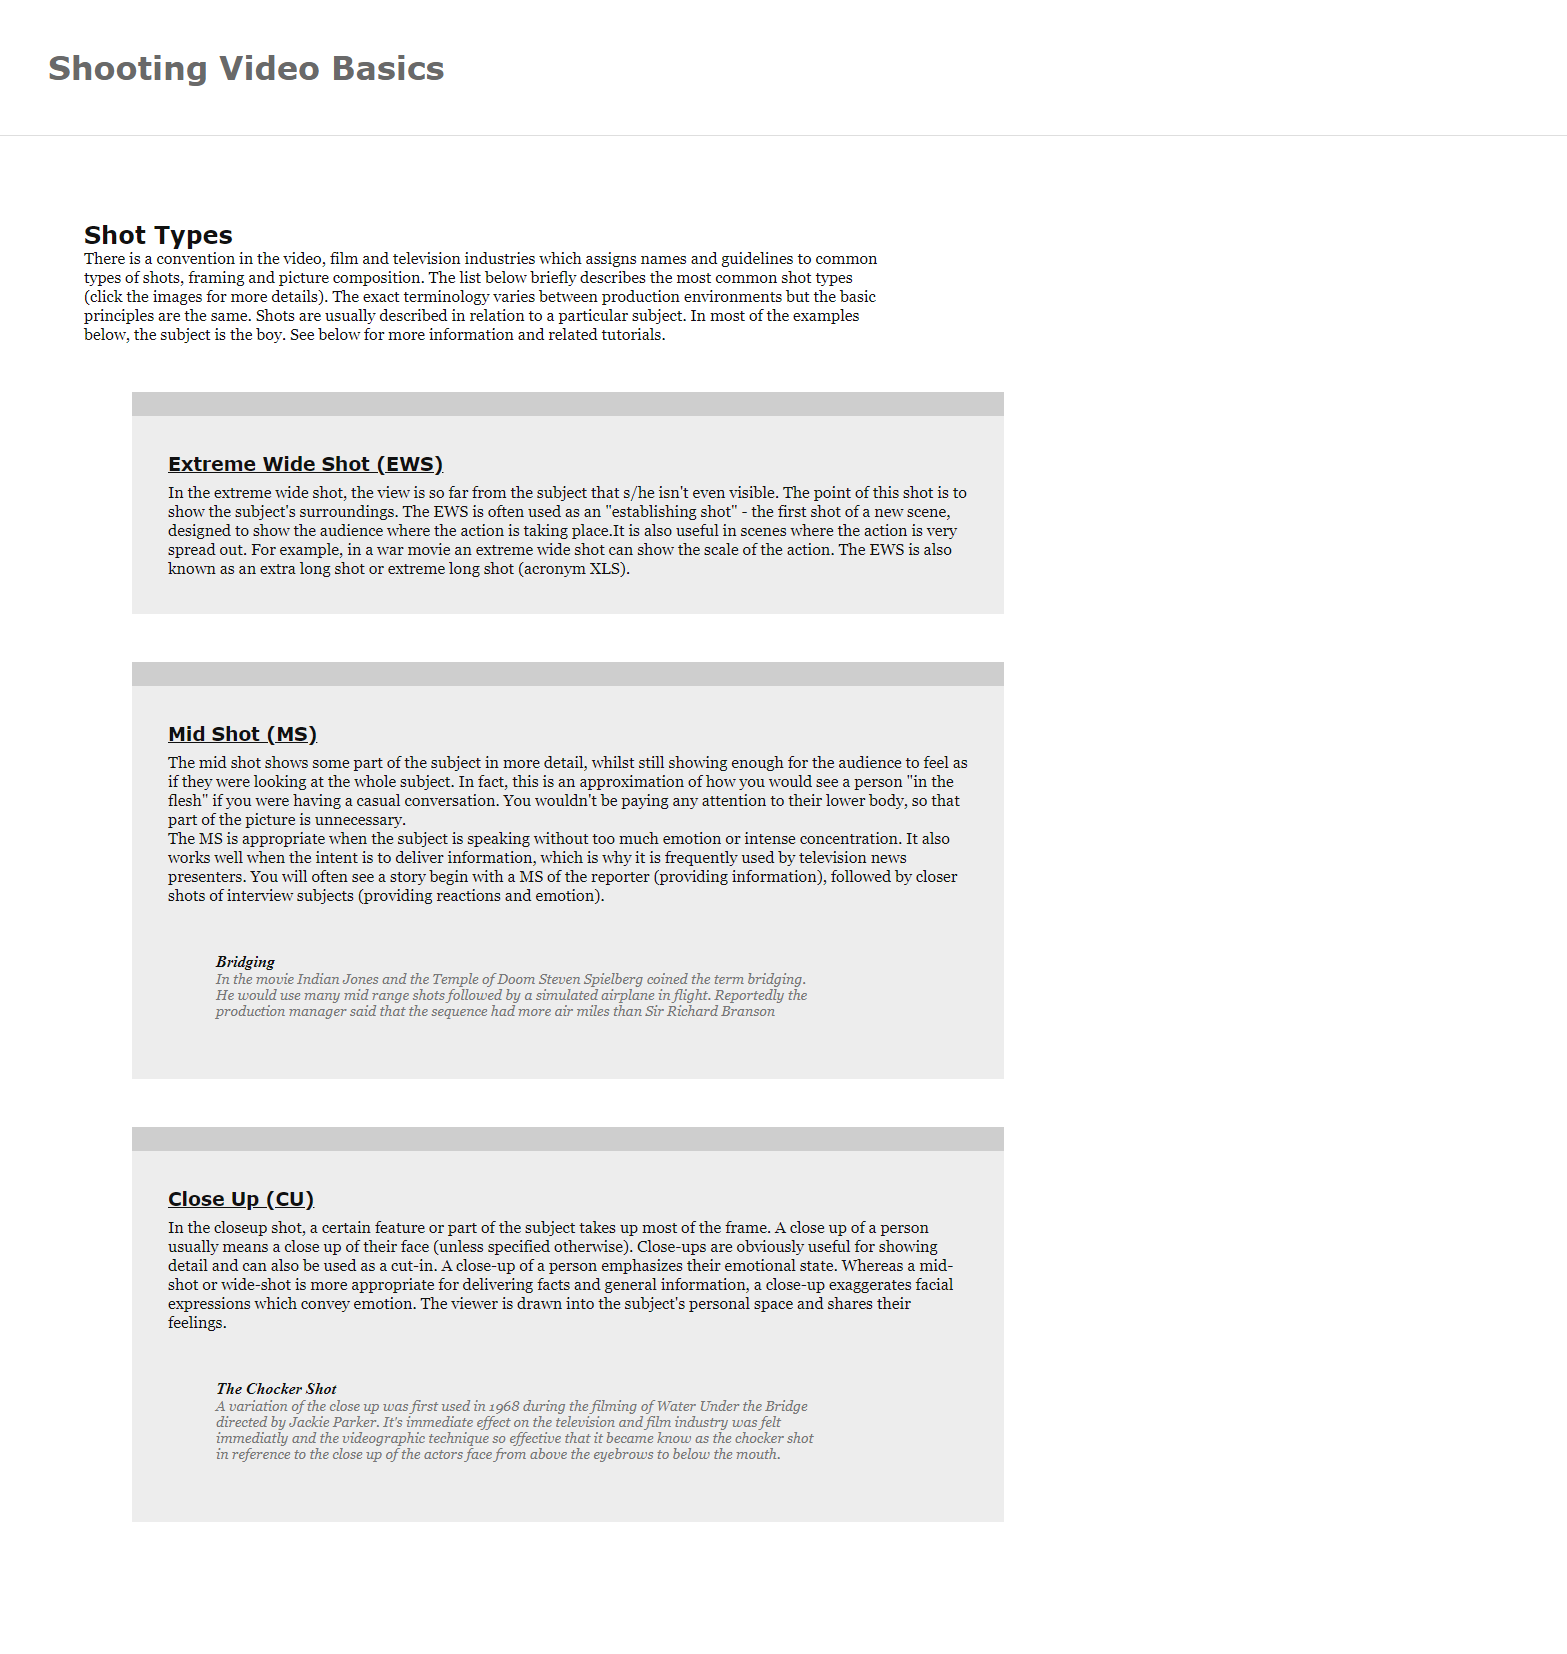 Shooting Video Basics
Shot Types
There is a convention in the video, film and television industries which assigns names and guidelines to common
types of shots, framing and picture composition. The list below briefly describes the most common shot types
(click the images for more details). The exact terminology varies between production environments but the basic
principles are the same. Shots are usually described in relation to a particular subject. In most of the examples
below, the subject is the boy. See below for more information and related tutorials.
Extreme Wide Shot (EWS)
In the extreme wide shot, the view is so far from the subject that s/he isn't even visible. The point of this shot is to
show the subject's surroundings. The EWS is often used as an "establishing shot" - the first shot of a new scene,
designed to show the audience where the action is taking place.It is also useful in scenes where the action is very
spread out. For example, in a war movie an extreme wide shot can show the scale of the action. The EWS is also
known as an extra long shot or extreme long shot (acronym XLS).
Mid Shot (MS)
The mid shot shows some part of the subject in more detail, whilst still showing enough for the audience to feel as
if they were looking at the whole subject. In fact, this is an approximation of how you would see a person "in the
flesh" if you were having a casual conversation. You wouldn't be paying any attention to their lower body, so that
part of the picture is unnecessary.
The MS is appropriate when the subject is speaking without too much emotion or intense concentration. It also
works well when the intent is to deliver information, which is why it is frequently used by television news
presenters. You will often see a story begin with a MS of the reporter (providing information), followed by closer
shots of interview subjects (providing reactions and emotion).
Bridging
In the movie Indian Jones and the Temple of Doom Steven Spielberg coined the term bridging.
He would use many mid range shots followed by a simulated airplane in flight. Reportedly the
production manager said that the sequence had more air miles than Sir Richard Branson
Close Up (CU)
In the closeup shot, a certain feature or part of the subject takes up most of the frame. A close up of a person
usually means a close up of their face (unless specified otherwise). Close-ups are obviously useful for showing
detail and can also be used as a cut-in. A close-up of a person emphasizes their emotional state. Whereas a mid-
shot or wide-shot is more appropriate for delivering facts and general information, a close-up exaggerates facial
expressions which convey emotion. The viewer is drawn into the subject's personal space and shares their
feelings.
The Chocker Shot
A variation of the close up was first used in 1968 during the filming of Water Under the Bridge
directed by Jackie Parker. It's immediate effect on the television and film industry was felt
immediatly and the videographic technique so effective that it became know as the chocker shot
in reference to the close up of the actors face from above the eyebrows to below the mouth.